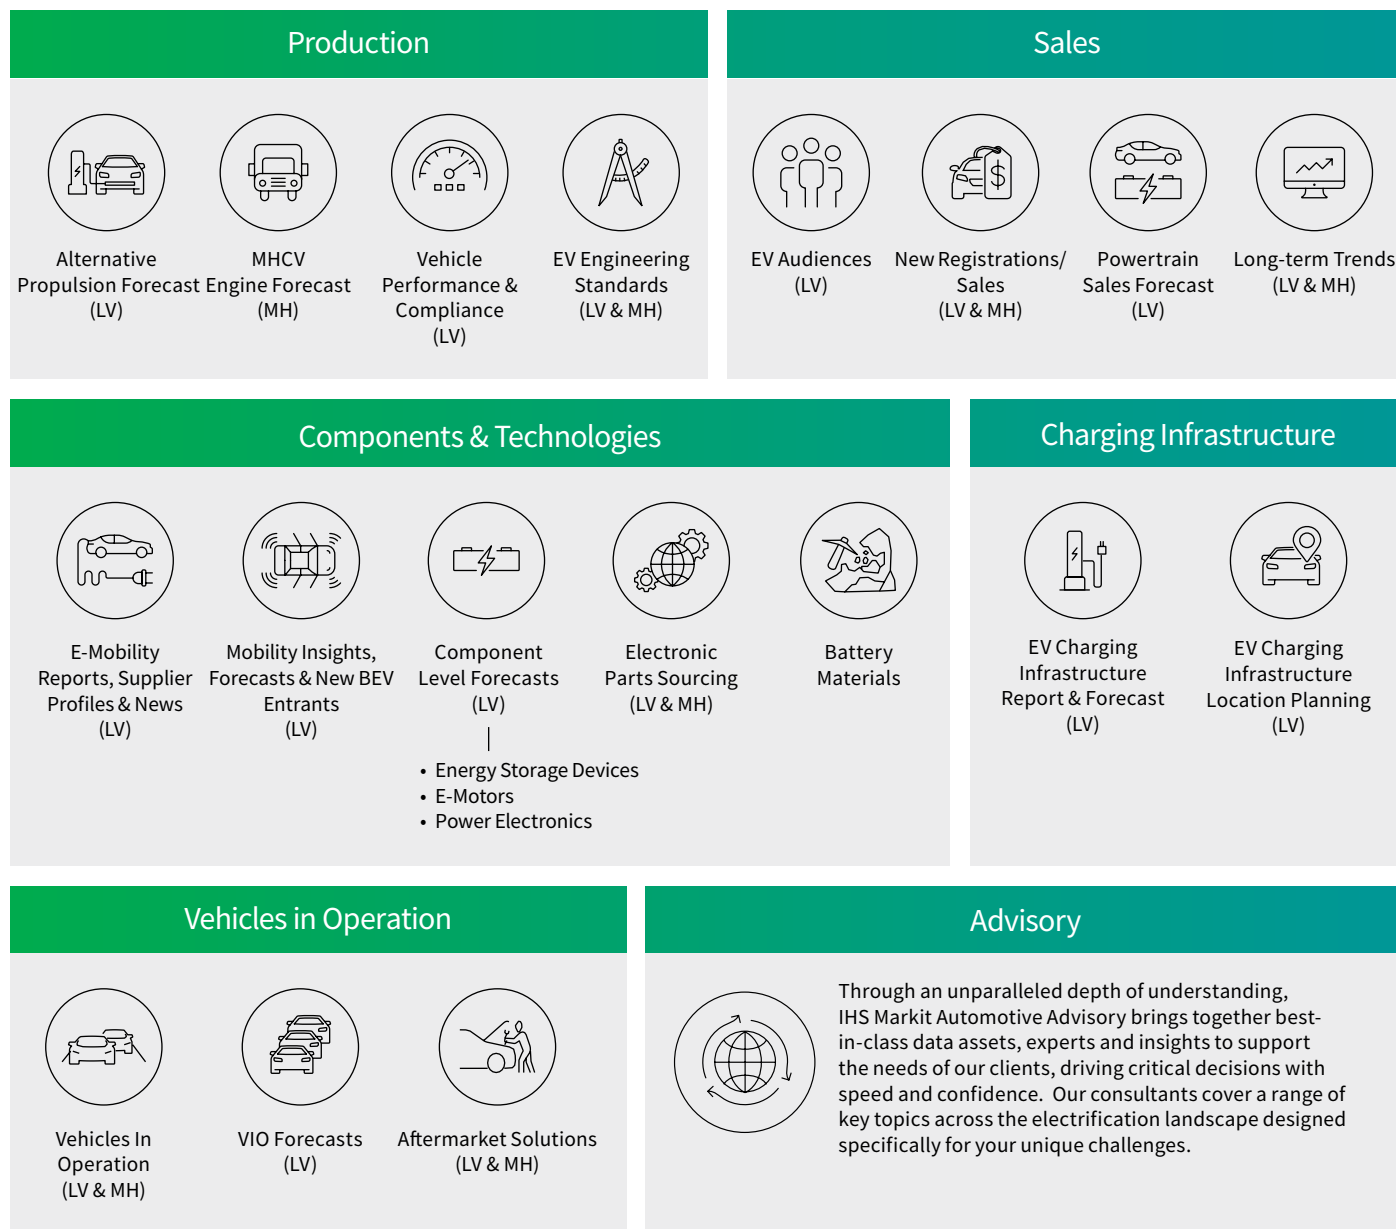 Production
Alternative
Propulsion Forecast
(LV)
MHCV
Engine Forecast
(MH)
Vehicle
Performance &
Compliance
(LV)
EV Engineering
Standards
(LV & MH)
Sales
EV Audiences
(LV)
New Registrations/
Sales
(LV & MH)
Powertrain
Sales Forecast
(LV)
Long-term Trends
(LV & MH)
Components & Technologies
E-Mobility
Reports, Supplier
Profiles & News
(LV)
Mobility Insights,
Forecasts & New BEV
Entrants
(LV)
Component
Level Forecasts
(LV)
• Energy Storage Devices
• E-Motors
• Power Electronics
Electronic
Parts Sourcing
(LV & MH)
Battery
Materials
Charging Infrastructure
EV Charging
Infrastructure
Report & Forecast
(LV)
EV Charging
Infrastructure
Location Planning
(LV)
Vehicles in Operation
Vehicles In
Operation
(LV & MH)
VIO Forecasts
(LV)
Aftermarket Solutions
(LV & MH)
Advisory
Through an unparalleled depth of understanding,
IHS Markit Automotive Advisory brings together best-
in-class data assets, experts and insights to support
the needs of our clients, driving critical decisions with
speed and confidence.  Our consultants cover a range of
key topics across the electrification landscape designed
specifically for your unique challenges.